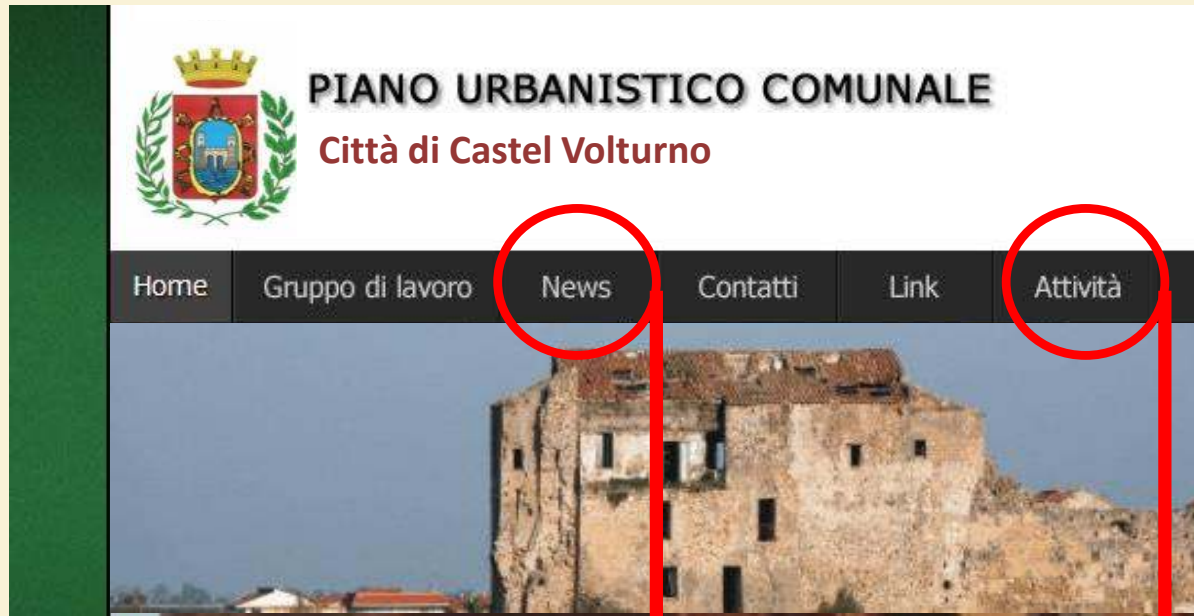 PIANO URBANISTICO COMUNALE
Città di Castel Volturno
Home Gruppo di lavoro News Contatti Link Attività